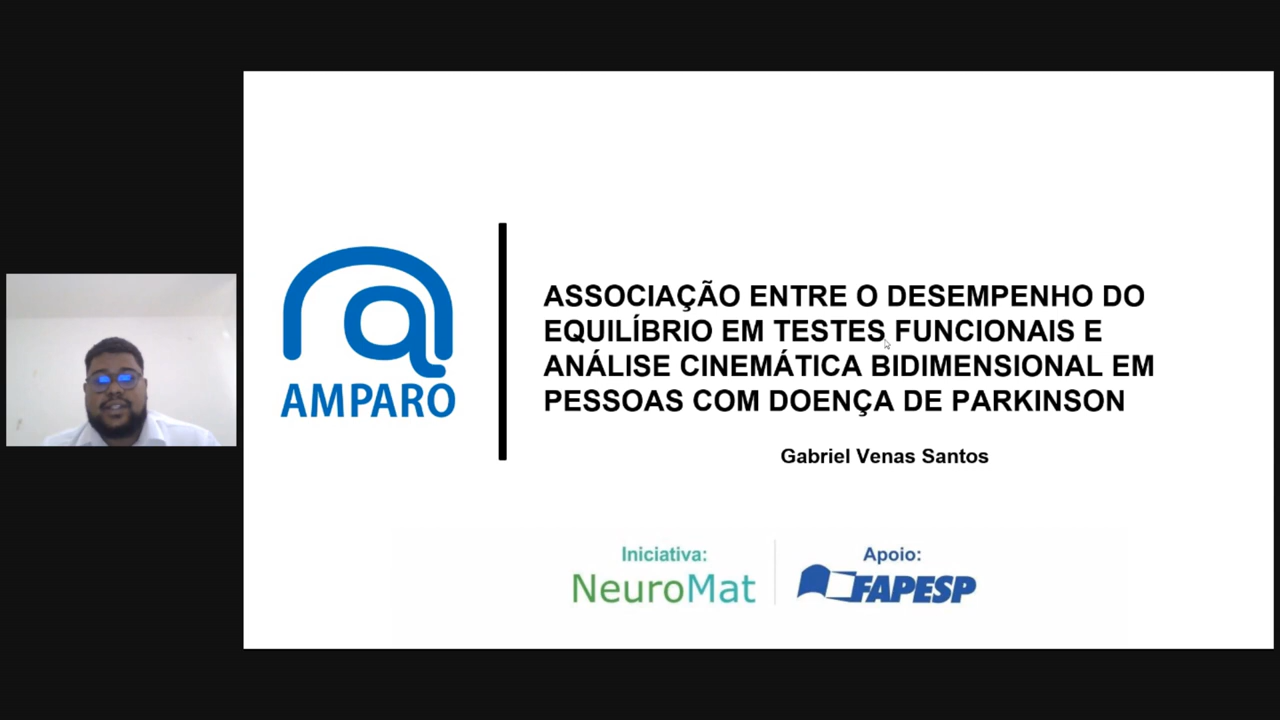 AMPARO
ASSOCIAÇÃO ENTRE O DESEMPENHO DO
EQUILÍBRIO EM TESTES FUNCIONAIS E
ANÁLISE CINEMÁTICA BIDIMENSIONAL EM
PESSOAS COM DOENÇA DE PARKINSON
Gabriel Venas Santos
Iniciativa:
NeuroMat
Apoio:
FAPESP